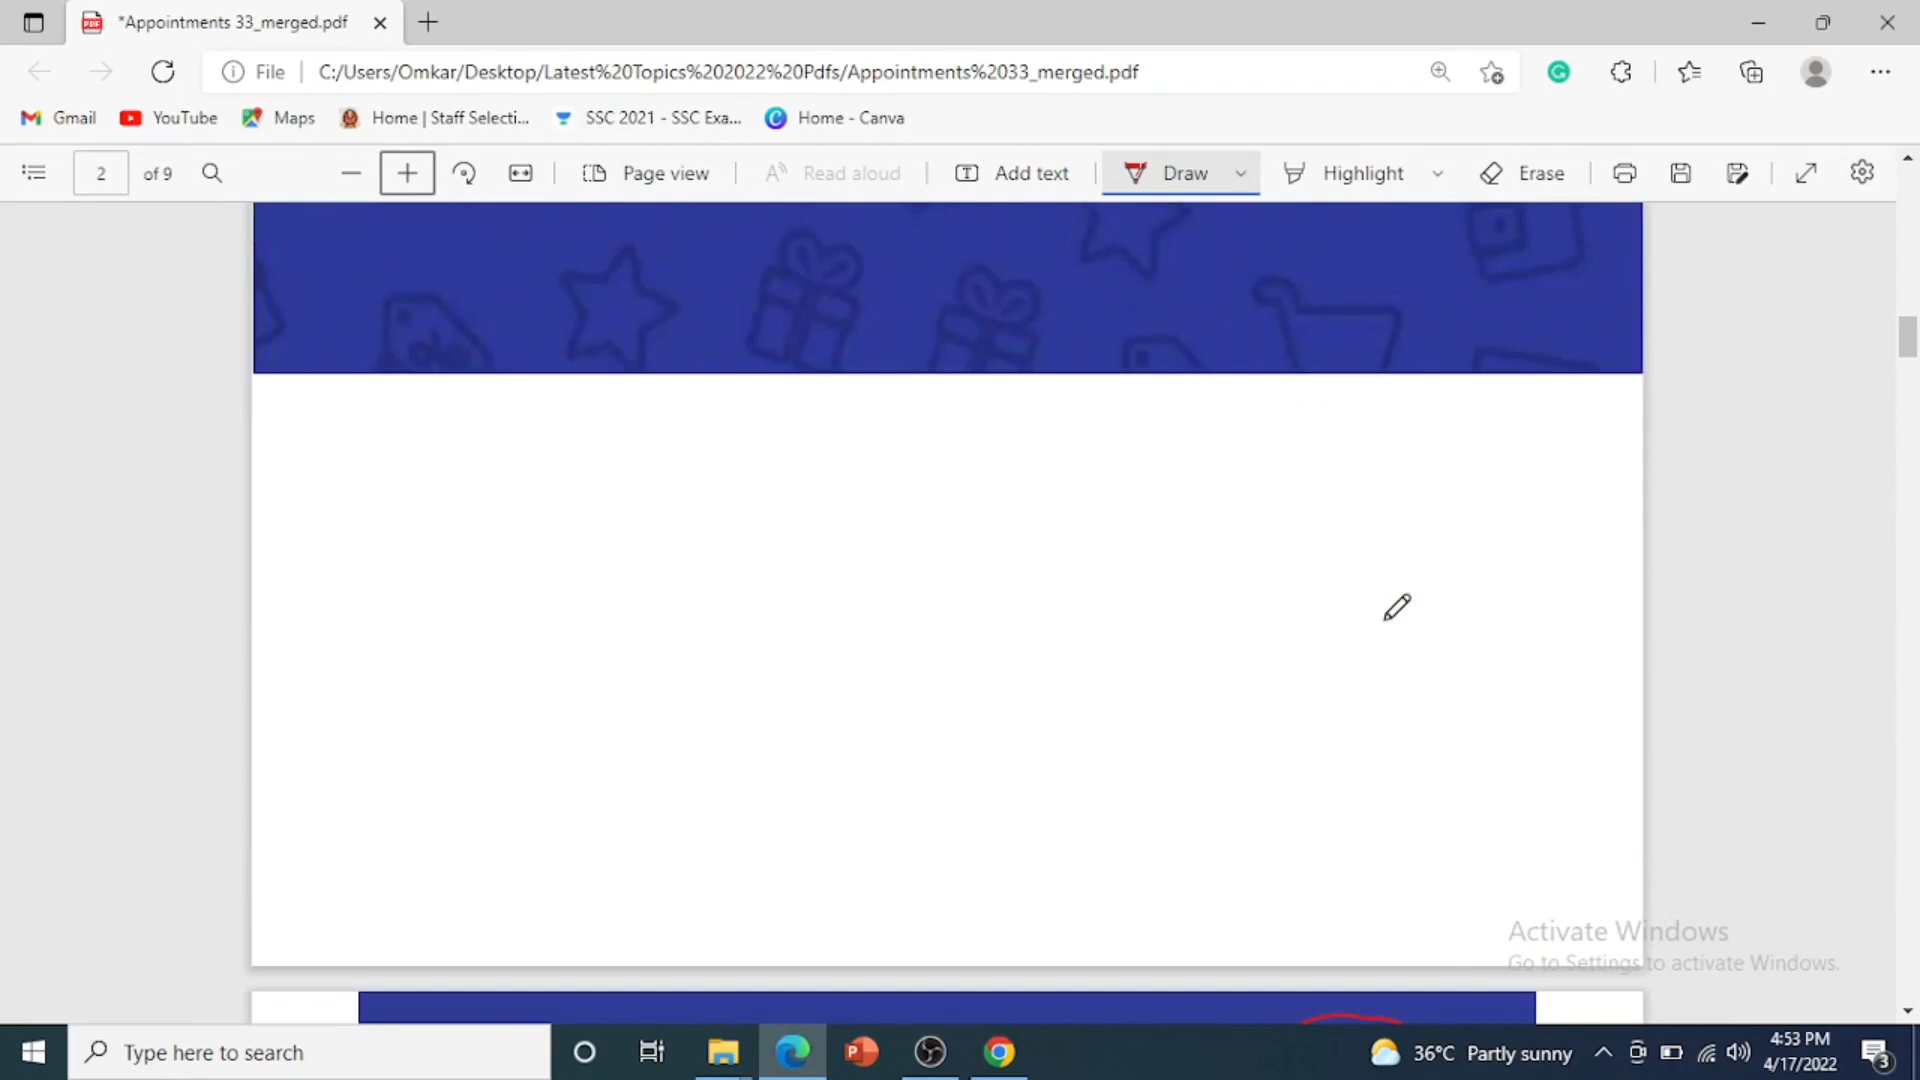 *Appointments 33_merged.pdf
File
C:/Users/Omkar/Desktop/Latest%20Topics%202022%20Pdfs/Appointments%2033_merged.pdf
Gmail
YouTube
Maps
Home | Staff Selecti...
SSC 2021 - SSC Exa...
Home - Canva
2 of 9
Page view
Read aloud
Add text
Draw
Highlight
Erase
Activate Windows
Go to Settings to activate Windows.
Type here to search
36°C Partly sunny
4:53 PM
4/17/2022
3